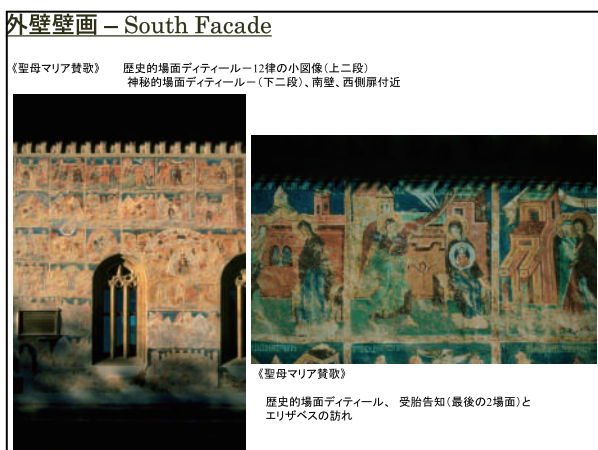 外壁壁画 – South Facade
《聖母マリア賛歌》 歴史的場面ディティール－12律の小図像（上二段）
神秘的場面ディティール－（下二段）、南壁、西側扉付近
《聖母マリア賛歌》
歴史的場面ディティール、 受胎告知（最後の2場面）と
エリザベスの訪れ